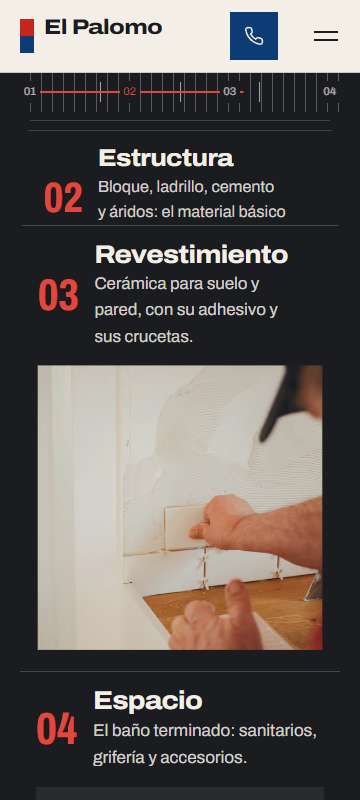 El Palomo
01 02 03 04
Estructura
02
Bloque, ladrillo, cemento
y áridos: el material básico
Revestimiento
03
Cerámica para suelo y
pared, con su adhesivo y
sus crucetas.
Espacio
04
El baño terminado: sanitarios,
grifería y accesorios.